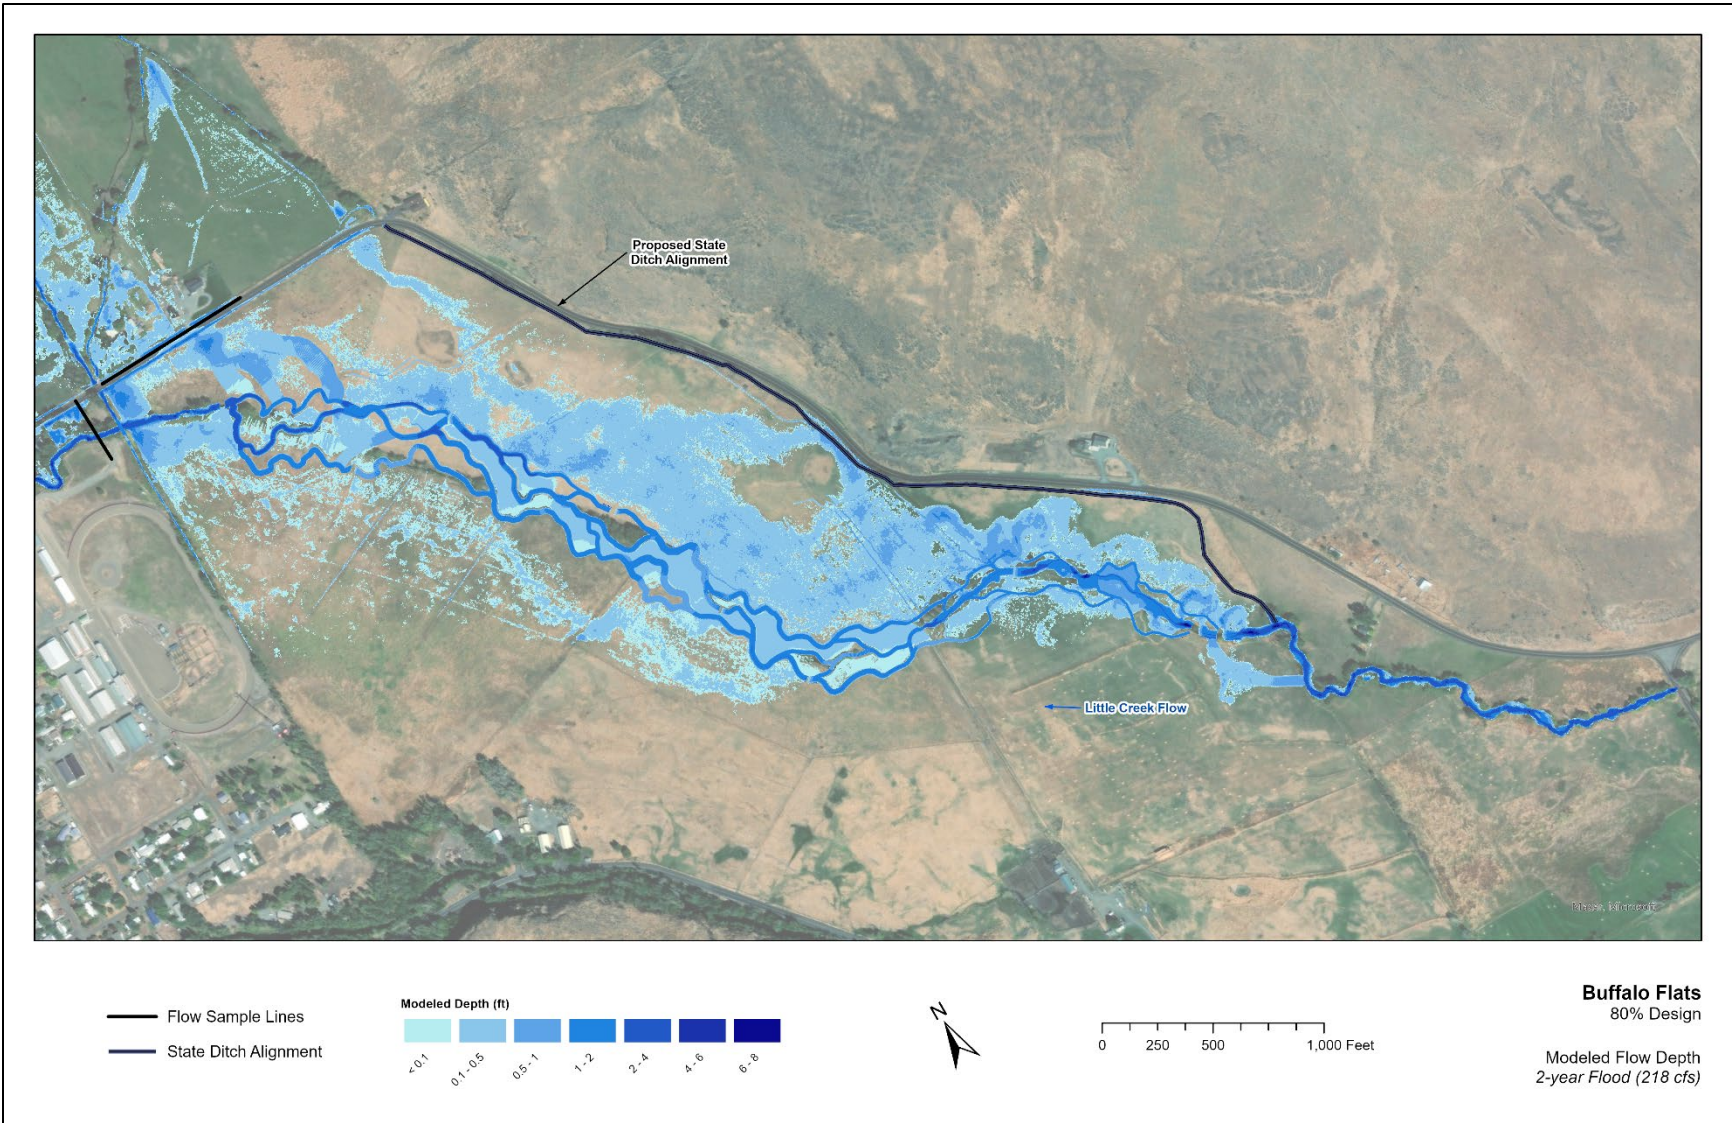 Proposed State
Ditch Alignment
Little Creek Flow
Maxar, Microsoft
Flow Sample Lines
State Ditch Alignment
Modeled Depth (ft)
< 0.1
0.1 - 0.5
0.5 - 1
1 - 2
2 - 4
4 - 6
6 - 8
N
0 250 500 1,000 Feet
Buffalo Flats
80% Design
Modeled Flow Depth
2-year Flood (218 cfs)